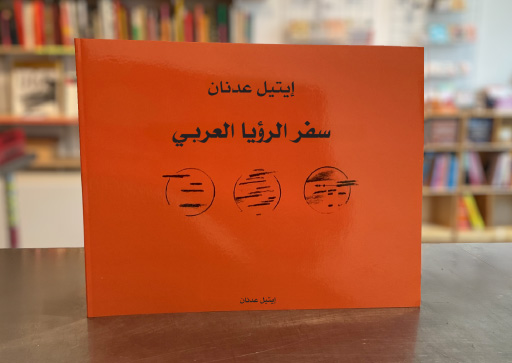 إيتيل عدنان
سفر الرؤيا العربي
إيتيل عدنان